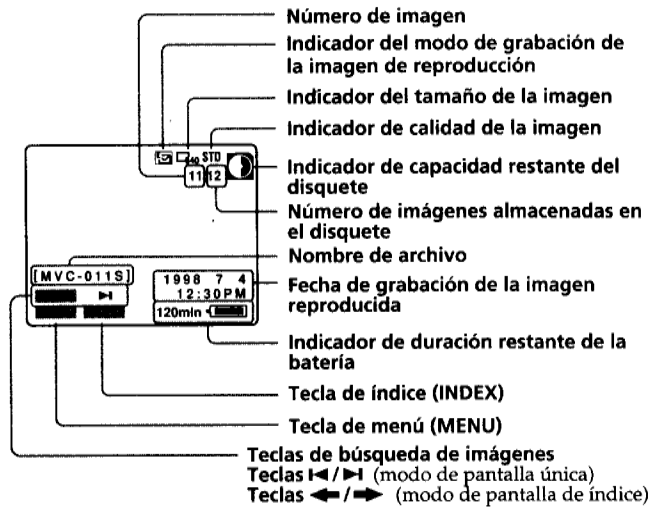 Número de imagen
Indicador del modo de grabación de
la imagen de reproducción
Indicador del tamaño de la imagen
Indicador de calidad de la imagen
640 STD
11 12
Indicador de capacidad restante del
disquete
Número de imágenes almacenadas en
el disquete
Nombre de archivo
[MVC-011S]
1998 7 4
12:30PM
Fecha de grabación de la imagen
reproducida
120min
Indicador de duración restante de la
batería
Tecla de índice (INDEX)
Tecla de menú (MENU)
Teclas de búsqueda de imágenes
Teclas ⏮ / ⏭ (modo de pantalla única)
Teclas ← / → (modo de pantalla de índice)